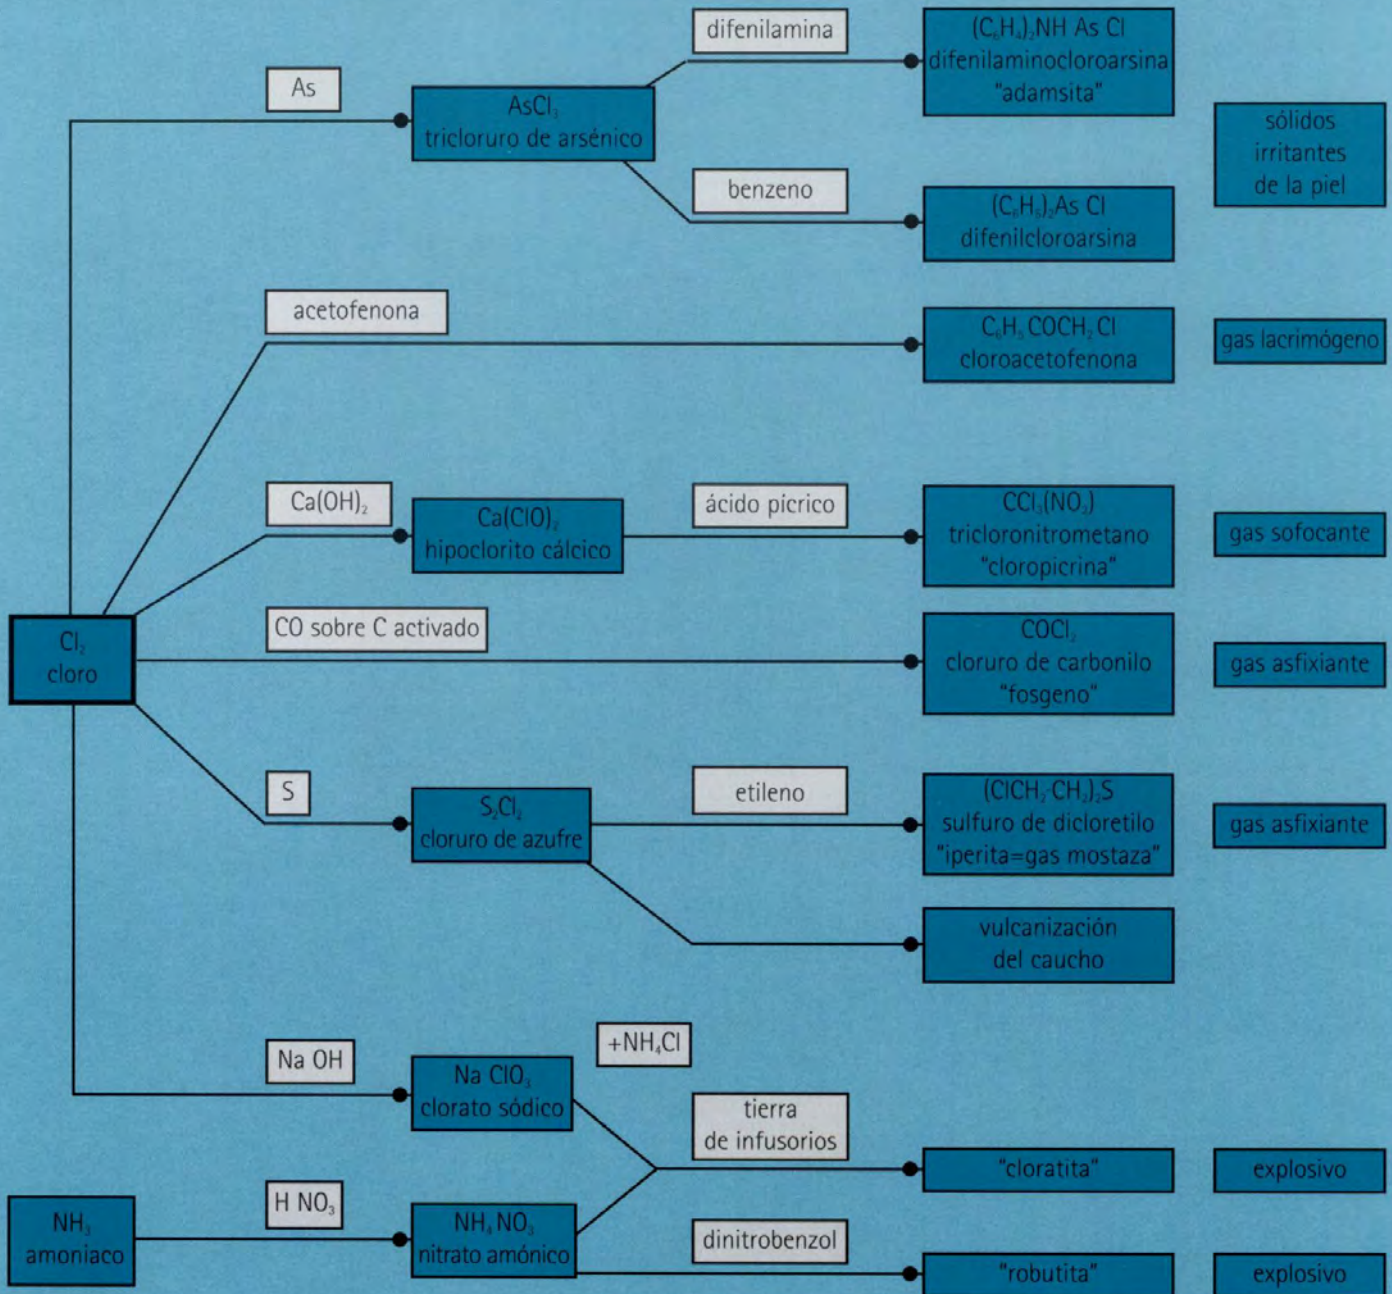 difenilamina
(C₆H₄)₂NH As Cl
difenilaminocloroarsina
"adamsita"
As
AsCl₃
tricloruro de arsénico
sólidos
irritantes
de la piel
benzeno
(C₆H₅)₂As Cl
difenilcloroarsina
acetofenona
C₆H₅ COCH₂ Cl
cloroacetofenona
gas lacrimógeno
Ca(OH)₂
Ca(ClO)₂
hipoclorito cálcico
ácido pícrico
CCl₃(NO₂)
tricloronitrometano
"cloropicrina"
gas sofocante
Cl₂
cloro
CO sobre C activado
COCl₂
cloruro de carbonilo
"fosgeno"
gas asfixiante
S
S₂Cl₂
cloruro de azufre
etileno
(ClCH₂ CH₂)₂S
sulfuro de dicloretilo
"iperita=gas mostaza"
gas asfixiante
vulcanización
del caucho
Na OH
Na ClO₃
clorato sódico
+NH₄Cl
tierra
de infusorios
"cloratita"
explosivo
NH₃
amoniaco
H NO₃
NH₄ NO₃
nitrato amónico
dinitrobenzol
"robutita"
explosivo